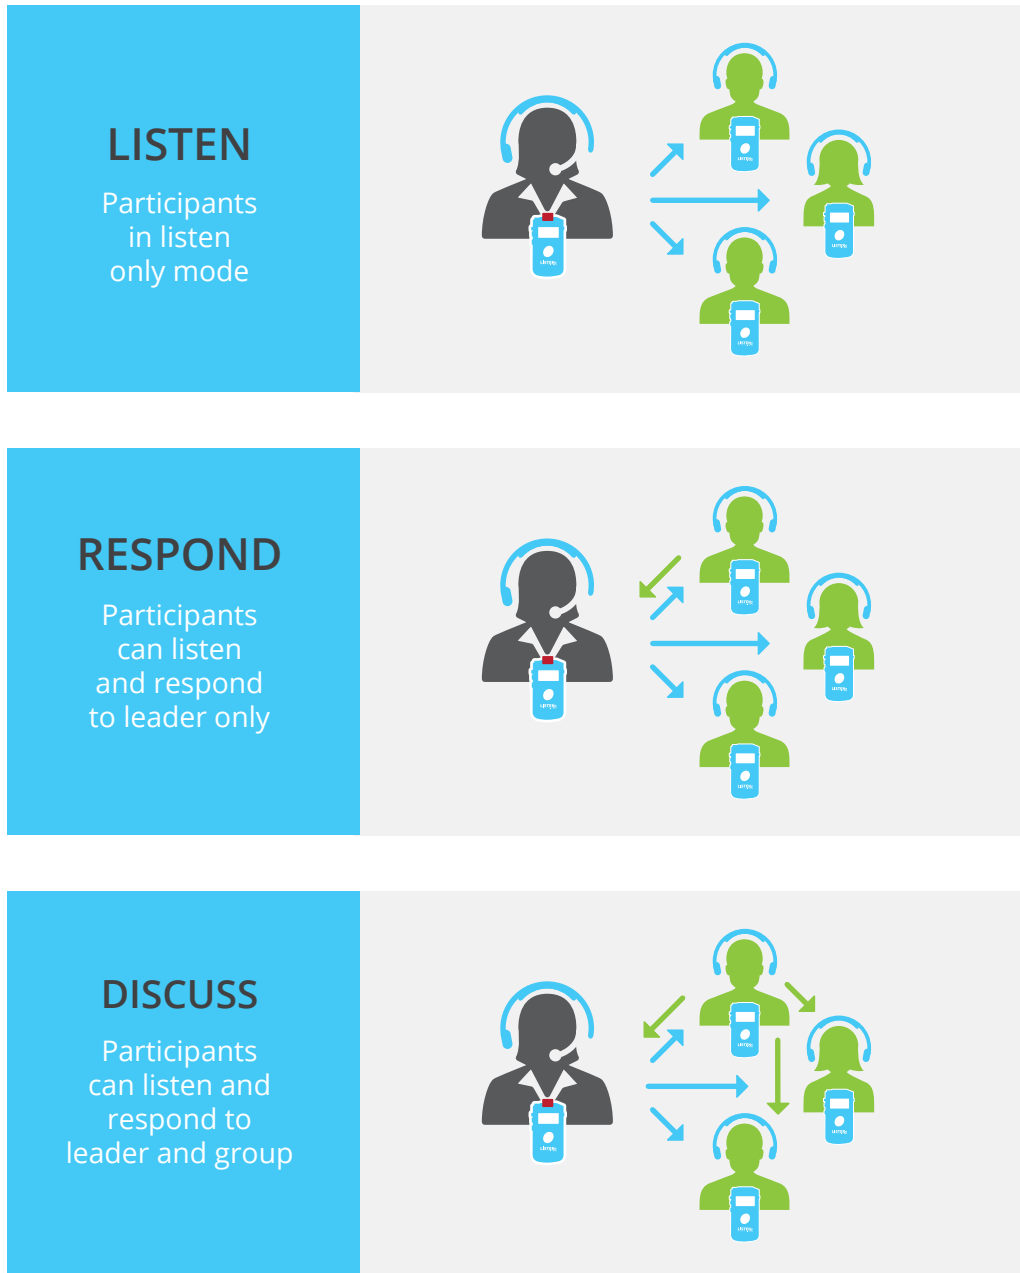 LISTEN
Participants
in listen
only mode
RESPOND
Participants
can listen
and respond
to leader only
DISCUSS
Participants
can listen and
respond to
leader and group